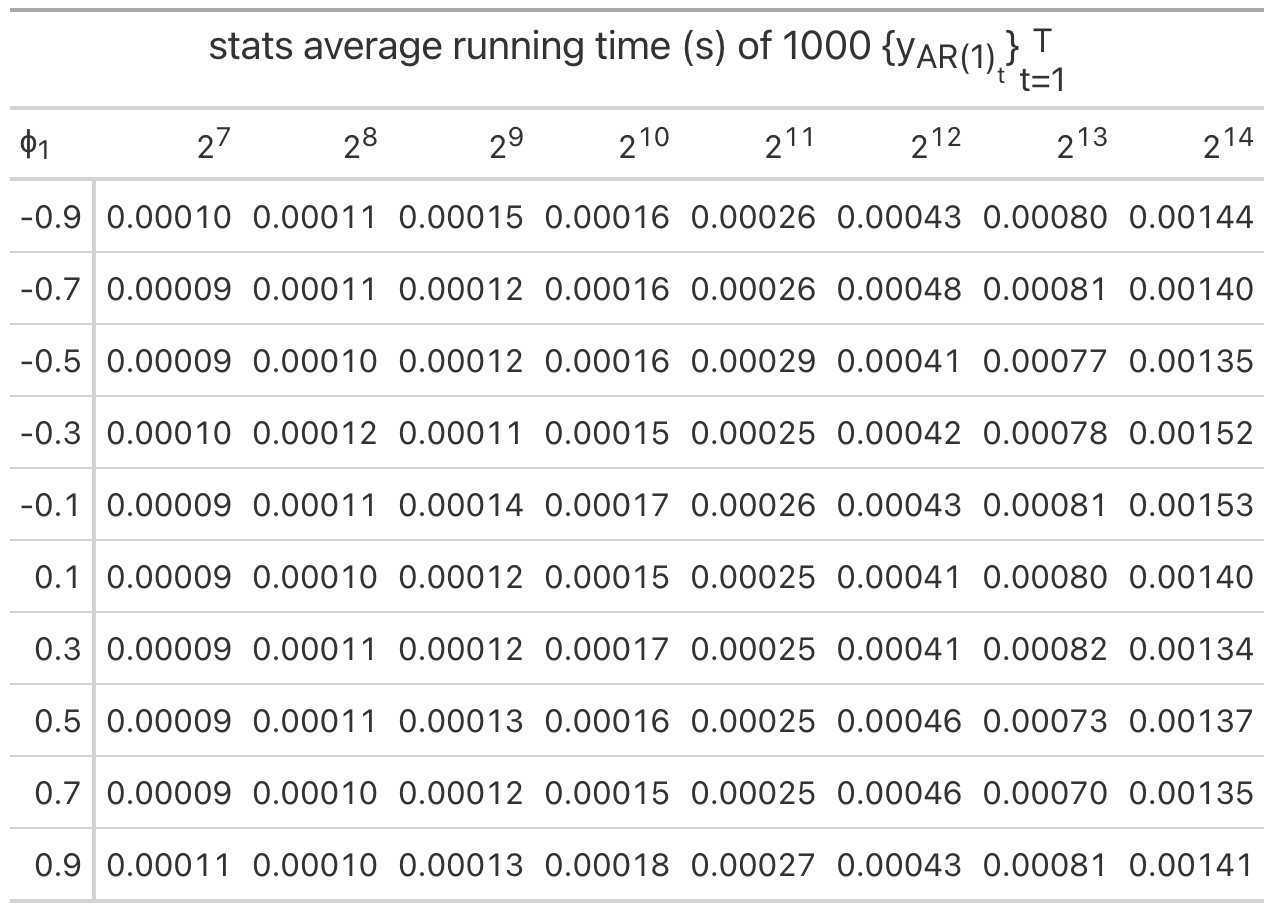 stats average running time (s) of 1000 {y_AR(1)_t}_t=1^T
ϕ1 2^7 2^8 2^9 2^10 2^11 2^12 2^13 2^14
-0.9 0.00010 0.00011 0.00015 0.00016 0.00026 0.00043 0.00080 0.00144
-0.7 0.00009 0.00011 0.00012 0.00016 0.00026 0.00048 0.00081 0.00140
-0.5 0.00009 0.00010 0.00012 0.00016 0.00029 0.00041 0.00077 0.00135
-0.3 0.00010 0.00012 0.00011 0.00015 0.00025 0.00042 0.00078 0.00152
-0.1 0.00009 0.00011 0.00014 0.00017 0.00026 0.00043 0.00081 0.00153
0.1 0.00009 0.00010 0.00012 0.00015 0.00025 0.00041 0.00080 0.00140
0.3 0.00009 0.00011 0.00012 0.00017 0.00025 0.00041 0.00082 0.00134
0.5 0.00009 0.00011 0.00013 0.00016 0.00025 0.00046 0.00073 0.00137
0.7 0.00009 0.00010 0.00012 0.00015 0.00025 0.00046 0.00070 0.00135
0.9 0.00011 0.00010 0.00013 0.00018 0.00027 0.00043 0.00081 0.00141